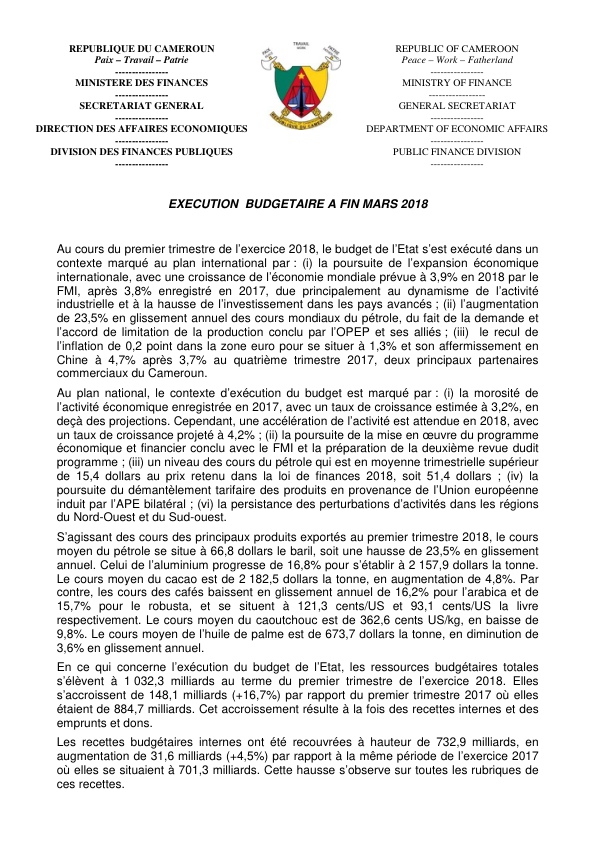 REPUBLIQUE DU CAMEROUN
Paix – Travail – Patrie
----------------
MINISTERE DES FINANCES
----------------
SECRETARIAT GENERAL
----------------
DIRECTION DES AFFAIRES ECONOMIQUES
----------------
DIVISION DES FINANCES PUBLIQUES
----------------
REPUBLIC OF CAMEROON
Peace – Work – Fatherland
----------------
MINISTRY OF FINANCE
-----------------
GENERAL SECRETARIAT
----------------
DEPARTMENT OF ECONOMIC AFFAIRS
----------------
PUBLIC FINANCE DIVISION
----------------
TRAVAIL
PAIX
PATRIE
REPUBLIQUE DU CAMEROUN
EXECUTION BUDGETAIRE A FIN MARS 2018
Au cours du premier trimestre de l’exercice 2018, le budget de l’Etat s’est exécuté dans un
contexte marqué au plan international par : (i) la poursuite de l’expansion économique
internationale, avec une croissance de l’économie mondiale prévue à 3,9% en 2018 par le
FMI, après 3,8% enregistré en 2017, due principalement au dynamisme de l’activité
industrielle et à la hausse de l’investissement dans les pays avancés ; (ii) l’augmentation
de 23,5% en glissement annuel des cours mondiaux du pétrole, du fait de la demande et
l’accord de limitation de la production conclu par l’OPEP et ses alliés ; (iii) le recul de
l’inflation de 0,2 point dans la zone euro pour se situer à 1,3% et son affermissement en
Chine à 4,7% après 3,7% au quatrième trimestre 2017, deux principaux partenaires
commerciaux du Cameroun.
Au plan national, le contexte d’exécution du budget est marqué par : (i) la morosité de
l’activité économique enregistrée en 2017, avec un taux de croissance estimée à 3,2%, en
deçà des projections. Cependant, une accélération de l’activité est attendue en 2018, avec
un taux de croissance projeté à 4,2% ; (ii) la poursuite de la mise en œuvre du programme
économique et financier conclu avec le FMI et la préparation de la deuxième revue dudit
programme ; (iii) un niveau des cours du pétrole qui est en moyenne trimestrielle supérieur
de 15,4 dollars au prix retenu dans la loi de finances 2018, soit 51,4 dollars ; (iv) la
poursuite du démantèlement tarifaire des produits en provenance de l’Union européenne
induit par l’APE bilatéral ; (vi) la persistance des perturbations d’activités dans les régions
du Nord-Ouest et du Sud-ouest.
S’agissant des cours des principaux produits exportés au premier trimestre 2018, le cours
moyen du pétrole se situe à 66,8 dollars le baril, soit une hausse de 23,5% en glissement
annuel. Celui de l’aluminium progresse de 16,8% pour s’établir à 2 157,9 dollars la tonne.
Le cours moyen du cacao est de 2 182,5 dollars la tonne, en augmentation de 4,8%. Par
contre, les cours des cafés baissent en glissement annuel de 16,2% pour l’arabica et de
15,7% pour le robusta, et se situent à 121,3 cents/US et 93,1 cents/US la livre
respectivement. Le cours moyen du caoutchouc est de 362,6 cents US/kg, en baisse de
9,8%. Le cours moyen de l’huile de palme est de 673,7 dollars la tonne, en diminution de
3,6% en glissement annuel.
En ce qui concerne l’exécution du budget de l’Etat, les ressources budgétaires totales
s’élèvent à 1 032,3 milliards au terme du premier trimestre de l’exercice 2018. Elles
s’accroissent de 148,1 milliards (+16,7%) par rapport du premier trimestre 2017 où elles
étaient de 884,7 milliards. Cet accroissement résulte à la fois des recettes internes et des
emprunts et dons.
Les recettes budgétaires internes ont été recouvrées à hauteur de 732,9 milliards, en
augmentation de 31,6 milliards (+4,5%) par rapport à la même période de l’exercice 2017
où elles se situaient à 701,3 milliards. Cette hausse s’observe sur toutes les rubriques de
ces recettes.